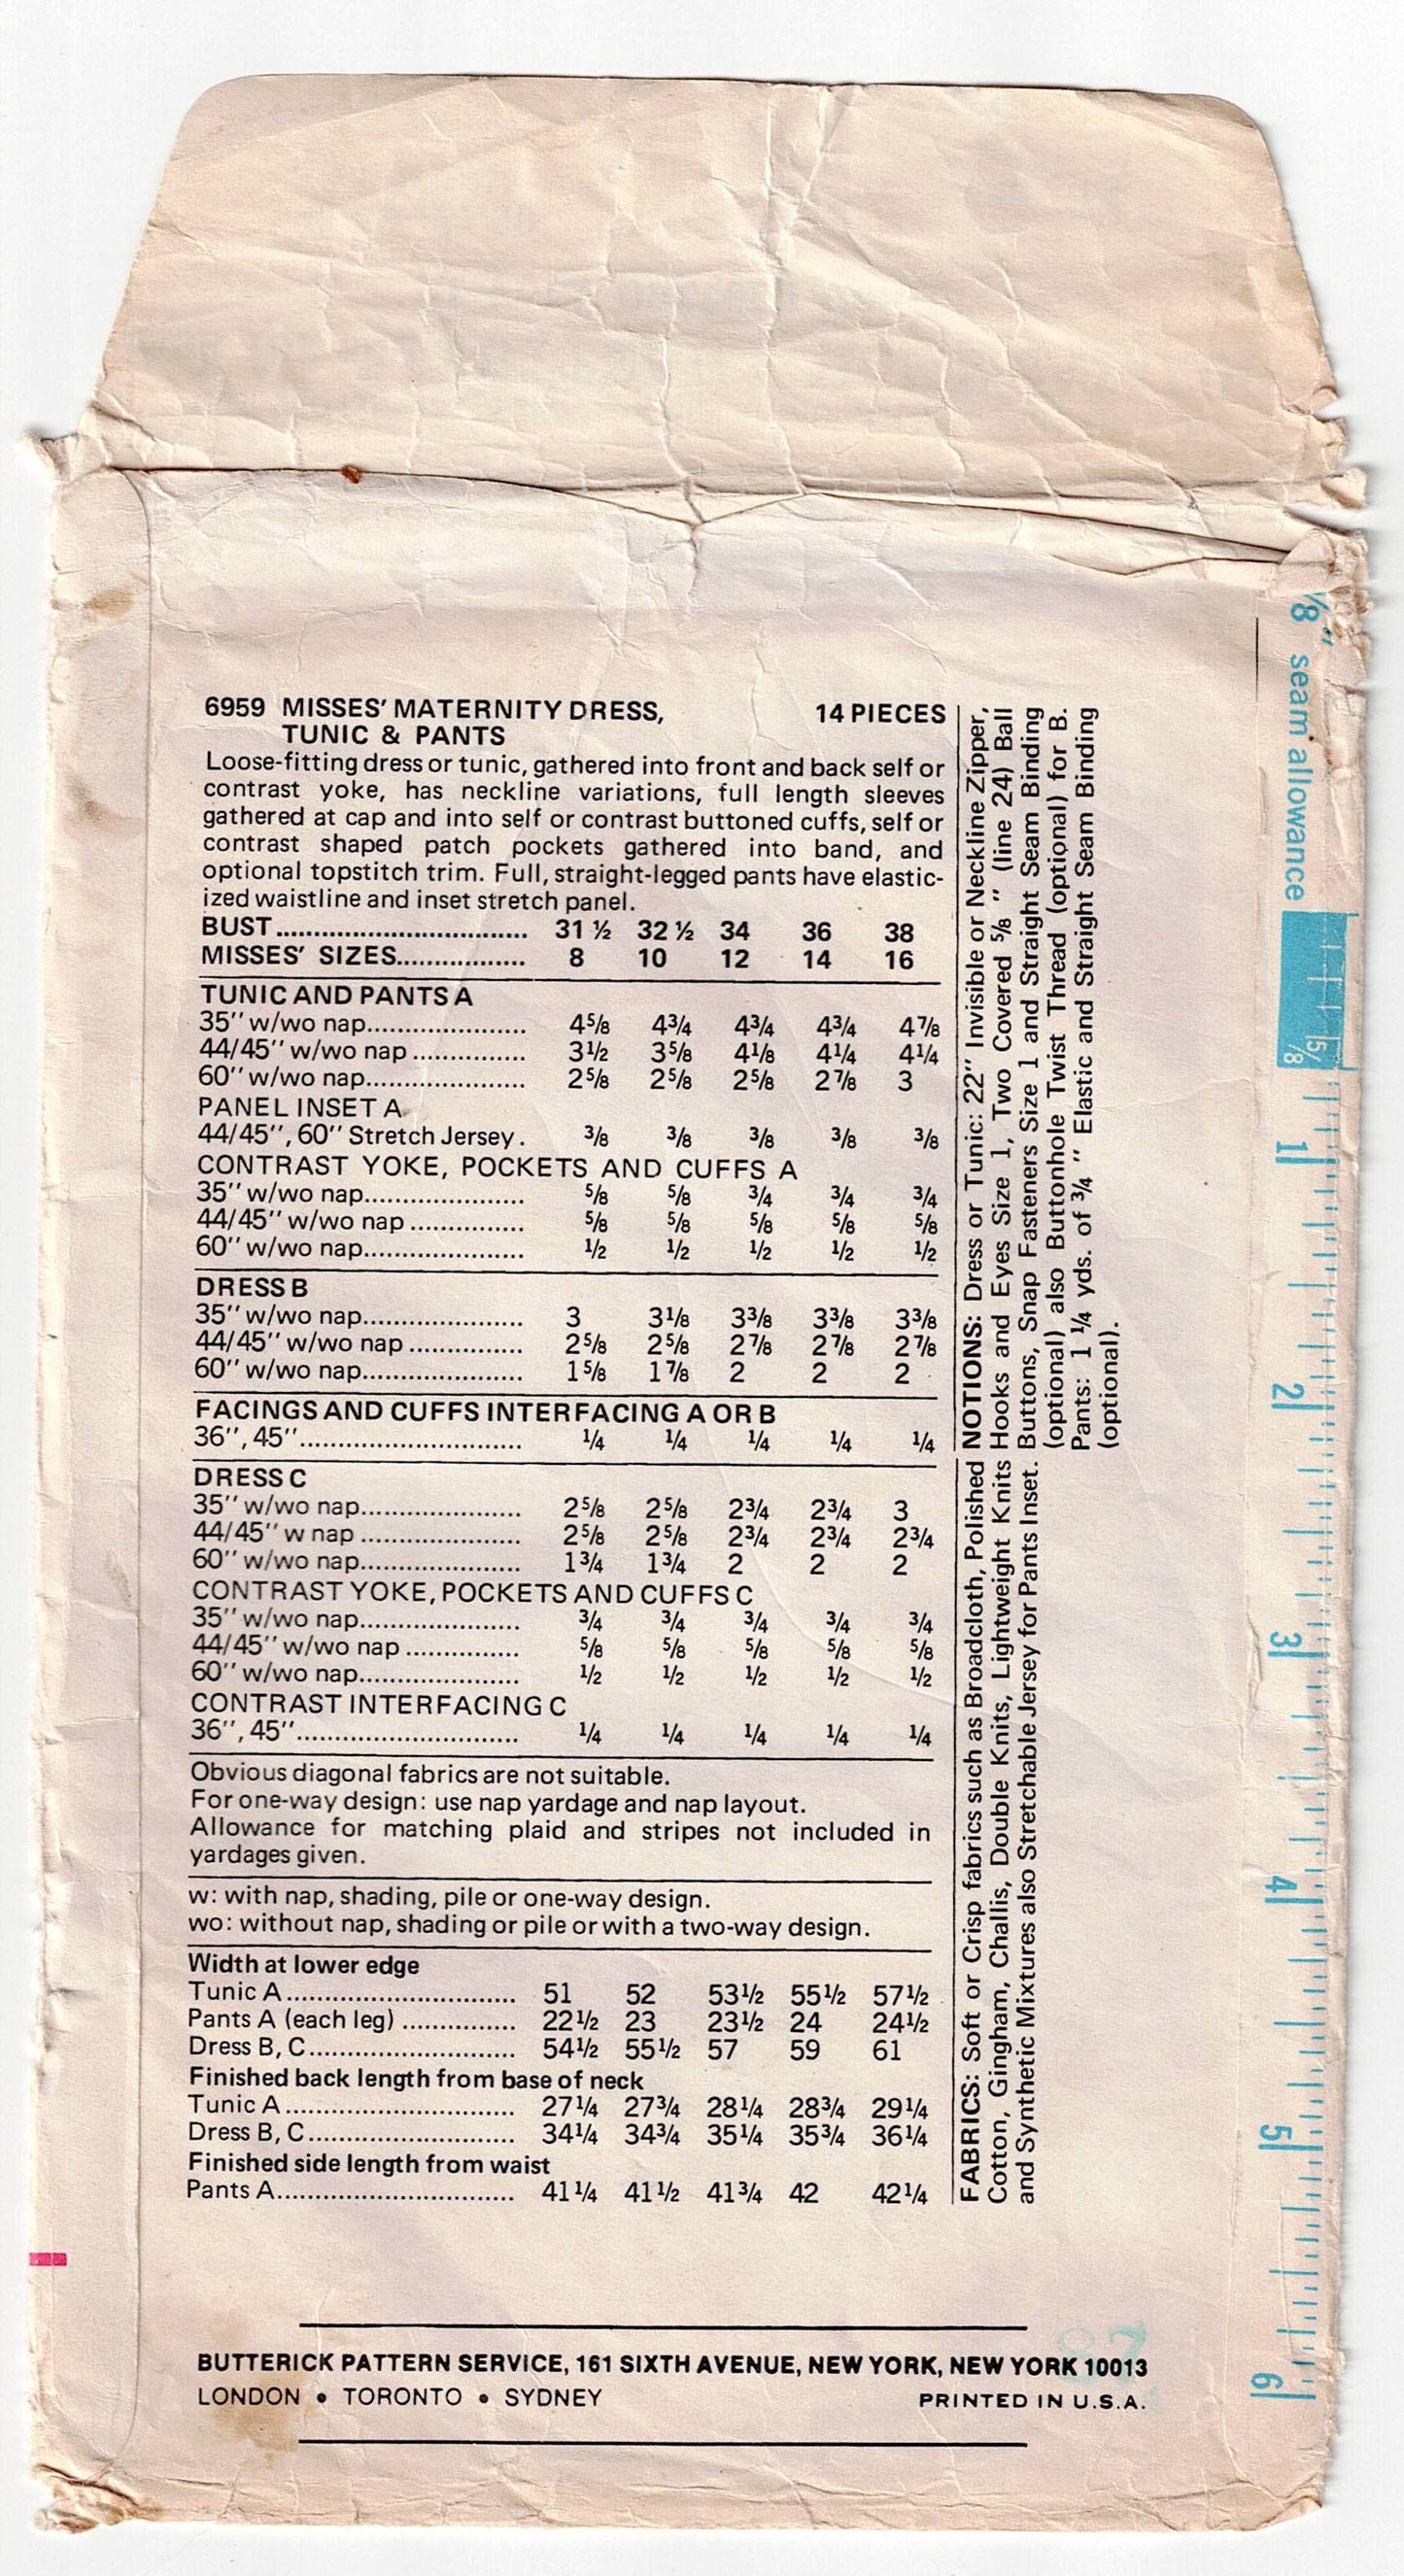 6959 MISSES' MATERNITY DRESS, 14 PIECES
TUNIC & PANTS
Loose-fitting dress or tunic, gathered into front and back self or
contrast yoke, has neckline variations, full length sleeves
gathered at cap and into self or contrast buttoned cuffs, self or
contrast shaped patch pockets gathered into band, and
optional topstitch trim. Full, straight-legged pants have elastic-
ized waistline and inset stretch panel.
BUST................................ 31 ½ 32 ½ 34 36 38
MISSES' SIZES................. 8 10 12 14 16
TUNIC AND PANTS A
35" w/wo nap...................... 4⅝ 4¾ 4¾ 4¾ 4⅞
44/45" w/wo nap ............... 3½ 3⅝ 4⅛ 4¼ 4¼
60" w/wo nap...................... 2⅝ 2⅝ 2⅝ 2⅞ 3
PANEL INSET A
44/45", 60" Stretch Jersey . ⅜ ⅜ ⅜ ⅜ ⅜
CONTRAST YOKE, POCKETS AND CUFFS A
35" w/wo nap...................... ⅝ ⅝ ¾ ¾ ¾
44/45" w/wo nap ............... ⅝ ⅝ ⅝ ⅝ ⅝
60" w/wo nap...................... ½ ½ ½ ½ ½
DRESS B
35" w/wo nap...................... 3 3⅛ 3⅜ 3⅜ 3⅜
44/45" w/wo nap ............... 2⅝ 2⅝ 2⅞ 2⅞ 2⅞
60" w/wo nap...................... 1⅝ 1⅞ 2 2 2
FACINGS AND CUFFS INTERFACING A OR B
36", 45".............................. ¼ ¼ ¼ ¼ ¼
DRESS C
35" w/wo nap...................... 2⅝ 2⅝ 2¾ 2¾ 3
44/45" w nap ...................... 2⅝ 2⅝ 2¾ 2¾ 2¾
60" w/wo nap...................... 1¾ 1¾ 2 2 2
CONTRAST YOKE, POCKETS AND CUFFS C
35" w/wo nap...................... ¾ ¾ ¾ ¾ ¾
44/45" w/wo nap ............... ⅝ ⅝ ⅝ ⅝ ⅝
60" w/wo nap...................... ½ ½ ½ ½ ½
CONTRAST INTERFACING C
36", 45".............................. ¼ ¼ ¼ ¼ ¼
Obvious diagonal fabrics are not suitable.
For one-way design: use nap yardage and nap layout.
Allowance for matching plaid and stripes not included in
yardages given.
w: with nap, shading, pile or one-way design.
wo: without nap, shading or pile or with a two-way design.
Width at lower edge
Tunic A............................... 51 52 53½ 55½ 57½
Pants A (each leg) ............... 22½ 23 23½ 24 24½
Dress B, C............................ 54½ 55½ 57 59 61
Finished back length from base of neck
Tunic A............................... 27¼ 27¾ 28¼ 28¾ 29¼
Dress B, C............................ 34¼ 34¾ 35¼ 35¾ 36¼
Finished side length from waist
Pants A............................... 41¼ 41½ 41¾ 42 42¼
NOTIONS: Dress or Tunic: 22" Invisible or Neckline Zipper,
Hooks and Eyes Size 1, Two Covered ⅝ " (line 24) Ball
Buttons, Snap Fasteners Size 1 and Straight Seam Binding
(optional) also Buttonhole Twist Thread (optional) for B.
Pants: 1 ¼ yds. of ¾ " Elastic and Straight Seam Binding
(optional).
FABRICS: Soft or Crisp fabrics such as Broadcloth, Polished
Cotton, Gingham, Challis, Double Knits, Lightweight Knits
and Synthetic Mixtures also Stretchable Jersey for Pants Inset.
/8" seam allowance
5/8
1
2
3
4
5
6
BUTTERICK PATTERN SERVICE, 161 SIXTH AVENUE, NEW YORK, NEW YORK 10013
LONDON • TORONTO • SYDNEY PRINTED IN U.S.A.